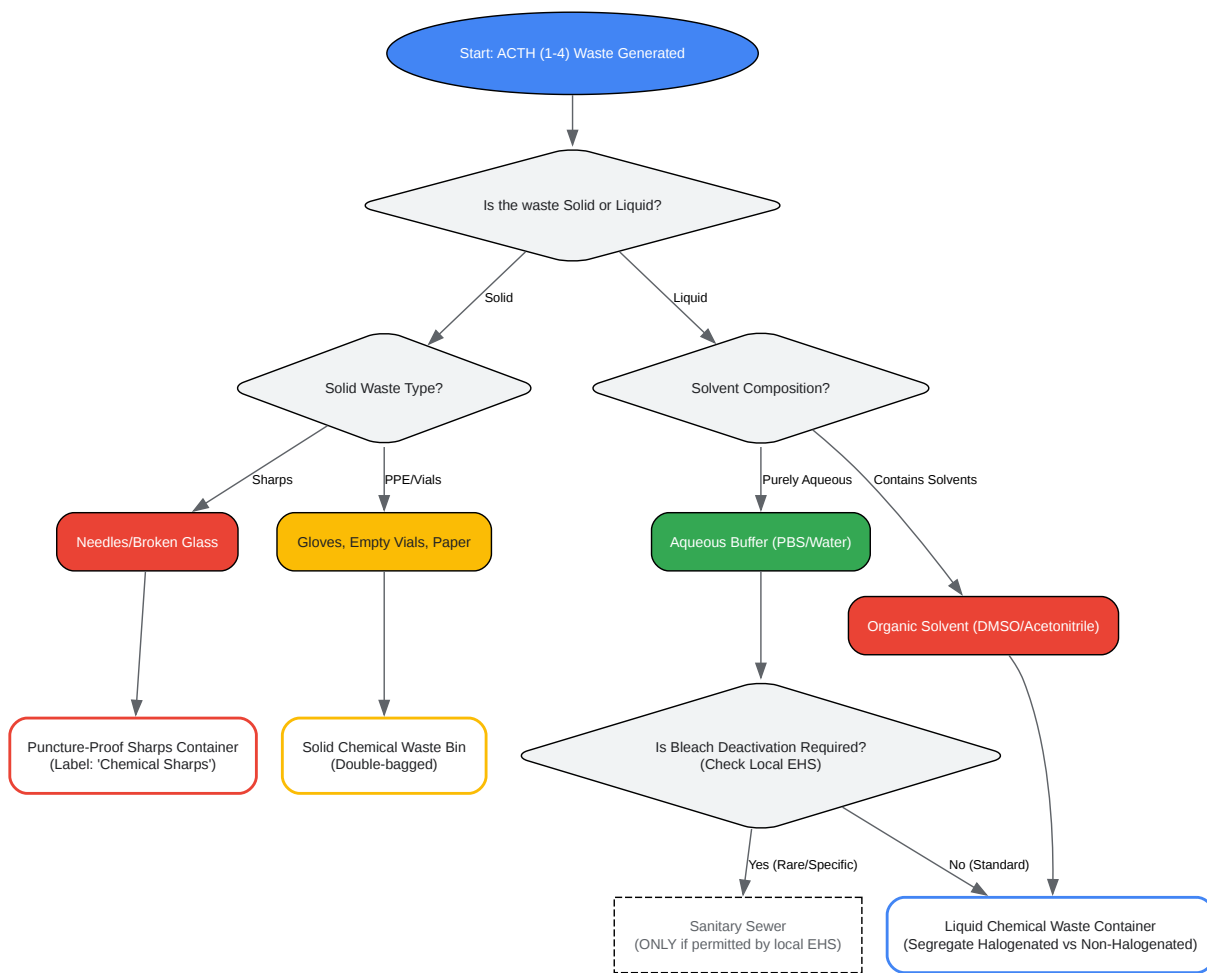 Start: ACTH (1-4) Waste Generated
Is the waste Solid or Liquid?
Solid
Liquid
Solid Waste Type?
Solvent Composition?
Sharps
PPE/Vials
Purely Aqueous
Contains Solvents
Needles/Broken Glass
Gloves, Empty Vials, Paper
Aqueous Buffer (PBS/Water)
Organic Solvent (DMSO/Acetonitrile)
Puncture-Proof Sharps Container
(Label: 'Chemical Sharps')
Solid Chemical Waste Bin
(Double-bagged)
Is Bleach Deactivation Required?
(Check Local EHS)
Yes (Rare/Specific)
No (Standard)
Sanitary Sewer
(ONLY if permitted by local EHS)
Liquid Chemical Waste Container
(Segregate Halogenated vs Non-Halogenated)